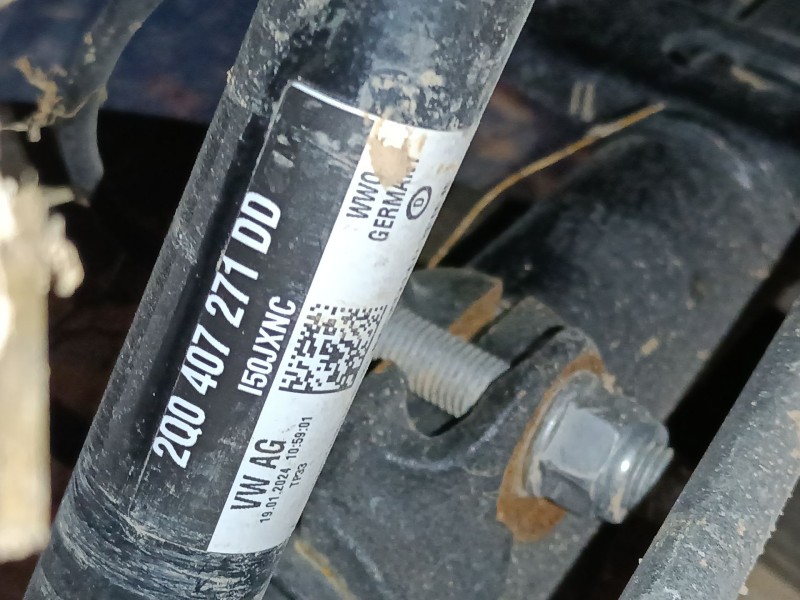 2Q0 407 271 DD
I50JXNC
VW AG
19.01.2024 10:59:01
TP33
GERMANY
D